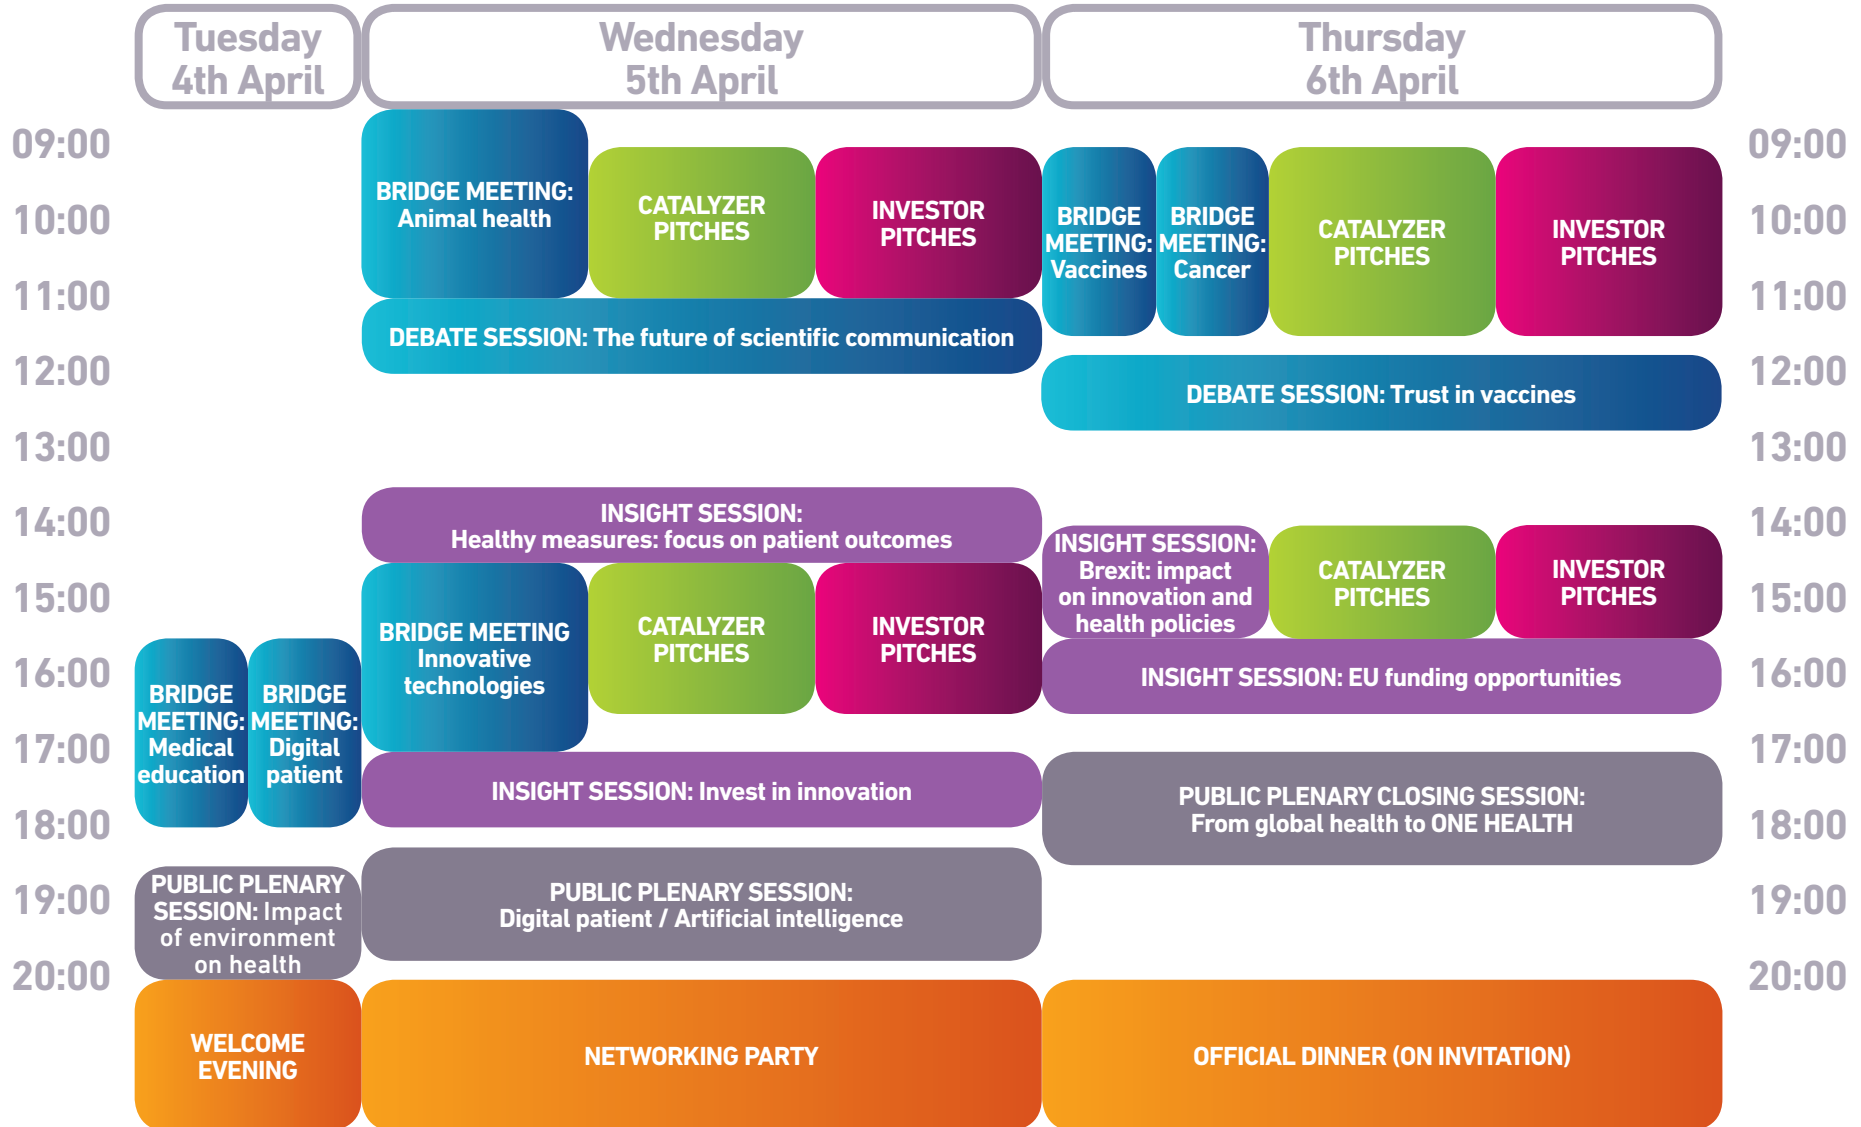 Tuesday
4th April
Wednesday
5th April
Thursday
6th April
09:00
10:00
11:00
12:00
13:00
14:00
15:00
16:00
17:00
18:00
19:00
20:00
BRIDGE
MEETING:
Medical
education
BRIDGE
MEETING:
Digital
patient
PUBLIC PLENARY
SESSION: Impact
of environment
on health
WELCOME
EVENING
BRIDGE MEETING:
Animal health
CATALYZER
PITCHES
INVESTOR
PITCHES
DEBATE SESSION: The future of scientific communication
INSIGHT SESSION:
Healthy measures: focus on patient outcomes
BRIDGE MEETING
Innovative
technologies
CATALYZER
PITCHES
INVESTOR
PITCHES
INSIGHT SESSION: Invest in innovation
PUBLIC PLENARY SESSION:
Digital patient / Artificial intelligence
NETWORKING PARTY
BRIDGE
MEETING:
Vaccines
BRIDGE
MEETING:
Cancer
CATALYZER
PITCHES
INVESTOR
PITCHES
DEBATE SESSION: Trust in vaccines
INSIGHT SESSION:
Brexit: impact
on innovation and
health policies
CATALYZER
PITCHES
INVESTOR
PITCHES
INSIGHT SESSION: EU funding opportunities
PUBLIC PLENARY CLOSING SESSION:
From global health to ONE HEALTH
OFFICIAL DINNER (ON INVITATION)
09:00
10:00
11:00
12:00
13:00
14:00
15:00
16:00
17:00
18:00
19:00
20:00